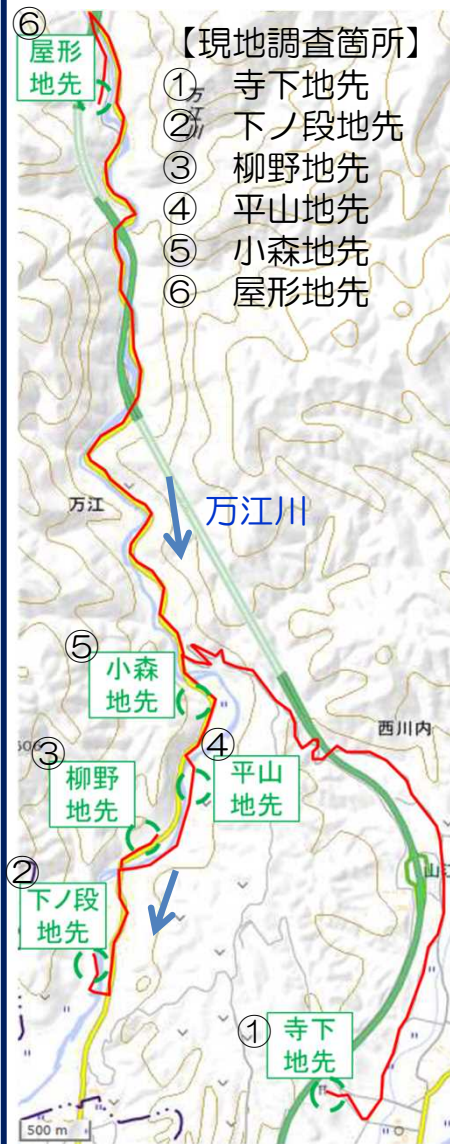 【現地調査箇所】
① 寺下地先
② 下ノ段地先
③ 柳野地先
④ 平山地先
⑤ 小森地先
⑥ 屋形地先
万江川
⑥
屋形
地先
万江
万江川
⑤
小森
地先
西川内
④
平山
地先
③
柳野
地先
②
下ノ段
地先
①
寺下
地先
500 m